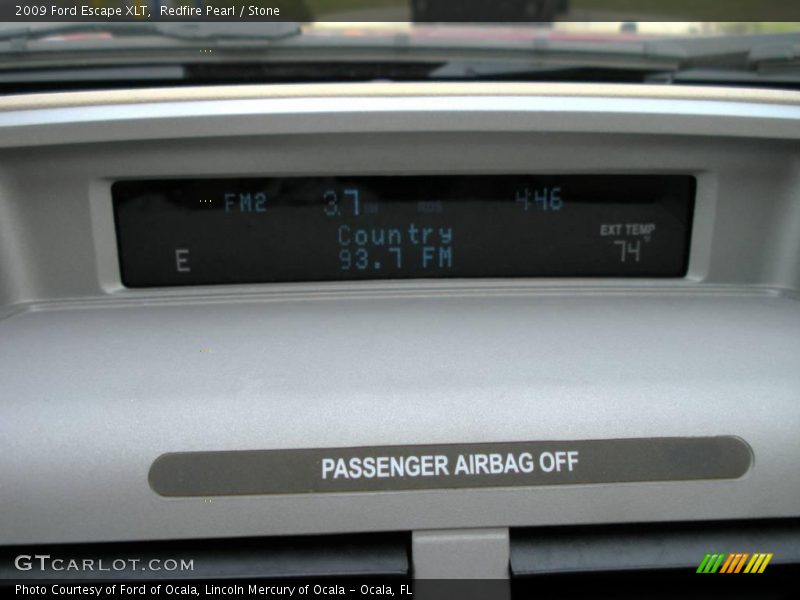 2009 Ford Escape XLT, Redfire Pearl / Stone
FM2 3.7 4:46
Country
93.7 FM
E
EXT TEMP
74°
PASSENGER AIRBAG OFF
GTCARLOT.COM
Photo Courtesy of Ford of Ocala, Lincoln Mercury of Ocala – Ocala, FL